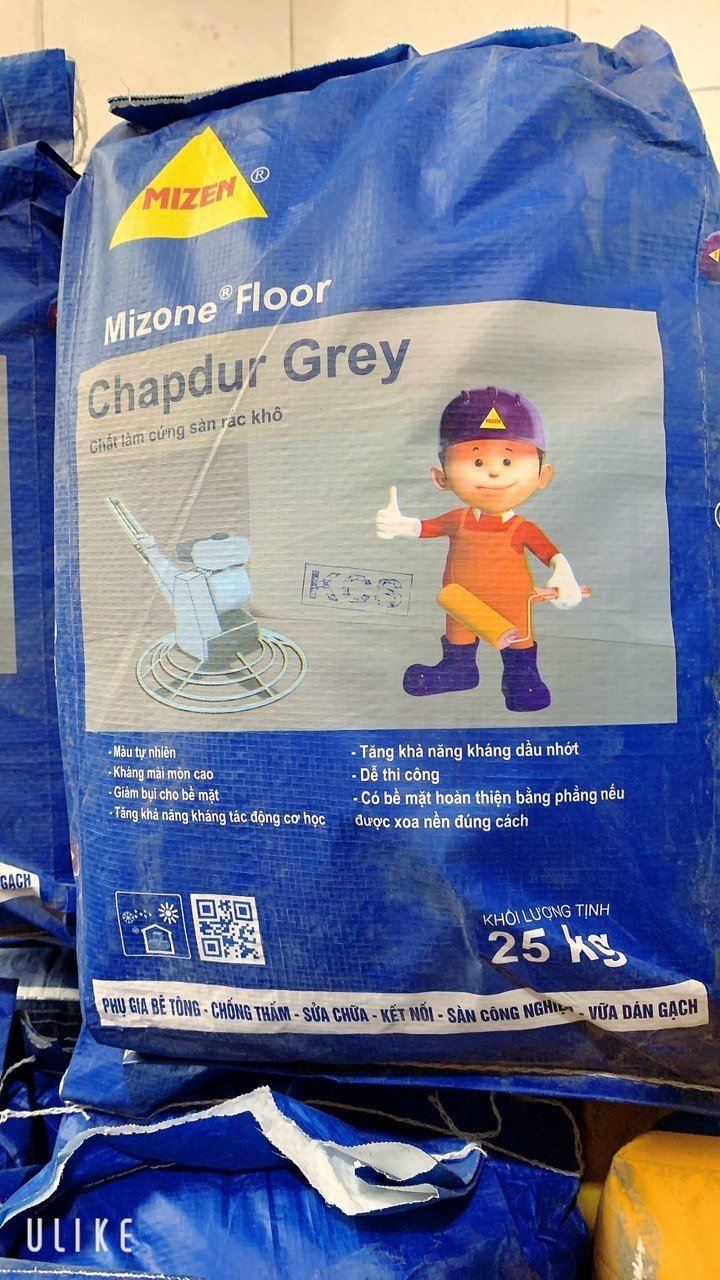 MIZEN ®
Mizone® Floor
Chapdur Grey
Chất làm cứng sàn rắc khô
MIZEN
KCS
- Màu tự nhiên
- Kháng mài mòn cao
- Giảm bụi cho bề mặt
- Tăng khả năng kháng tác động cơ học
- Tăng khả năng kháng dầu nhớt
- Dễ thi công
- Có bề mặt hoàn thiện bằng phẳng nếu
được xoa nền đúng cách
KHỐI LƯỢNG TỊNH
25 kg
GẠCH
PHỤ GIA BÊ TÔNG - CHỐNG THẤM - SỬA CHỮA - KẾT NỐI - SÀN CÔNG NGHIỆP - VỮA DÁN GẠCH
ULIKE